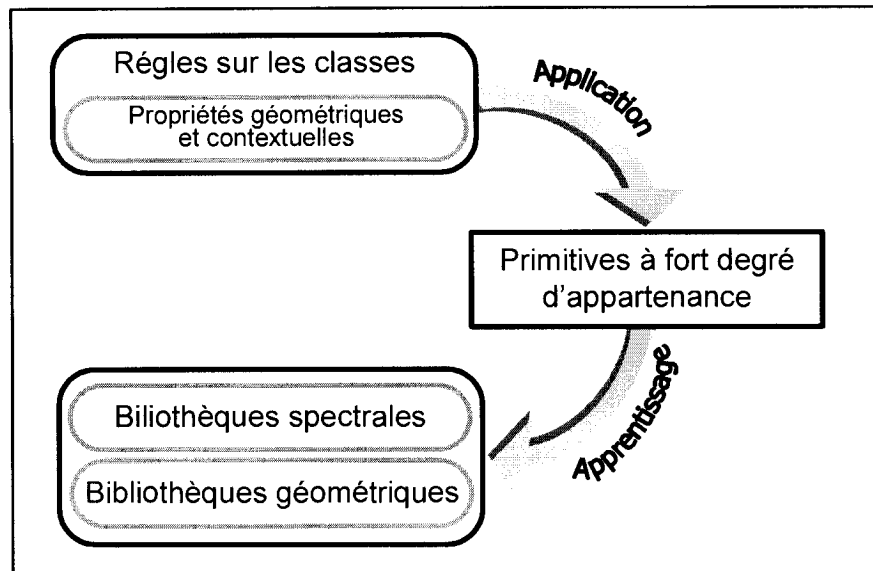 Régles sur les classes
Propriétés géométriques
et contextuelles
Application
Primitives à fort degré
d'appartenance
Apprentissage
Biliothèques spectrales
Bibliothèques géométriques